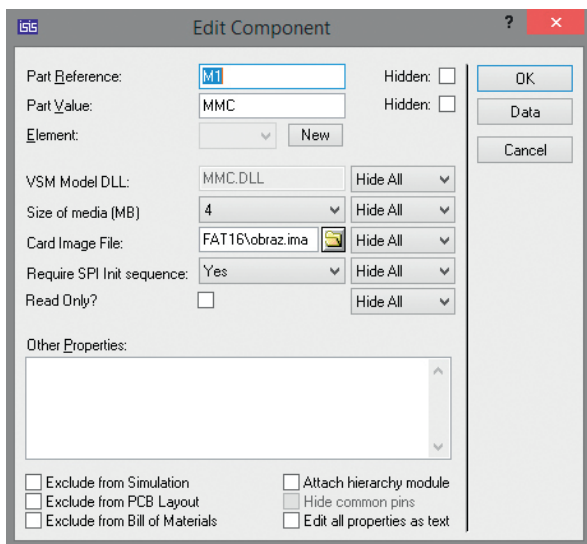 isis Edit Component ? ×
Part Reference: M1 Hidden: OK
Part Value: MMC Hidden: Data
Element: New Cancel
VSM Model DLL: MMC.DLL Hide All
Size of media (MB) 4 Hide All
Card Image File: FAT16\obraz.ima Hide All
Require SPI Init sequence: Yes Hide All
Read Only? Hide All
Other Properties:
Exclude from Simulation Attach hierarchy module
Exclude from PCB Layout Hide common pins
Exclude from Bill of Materials Edit all properties as text